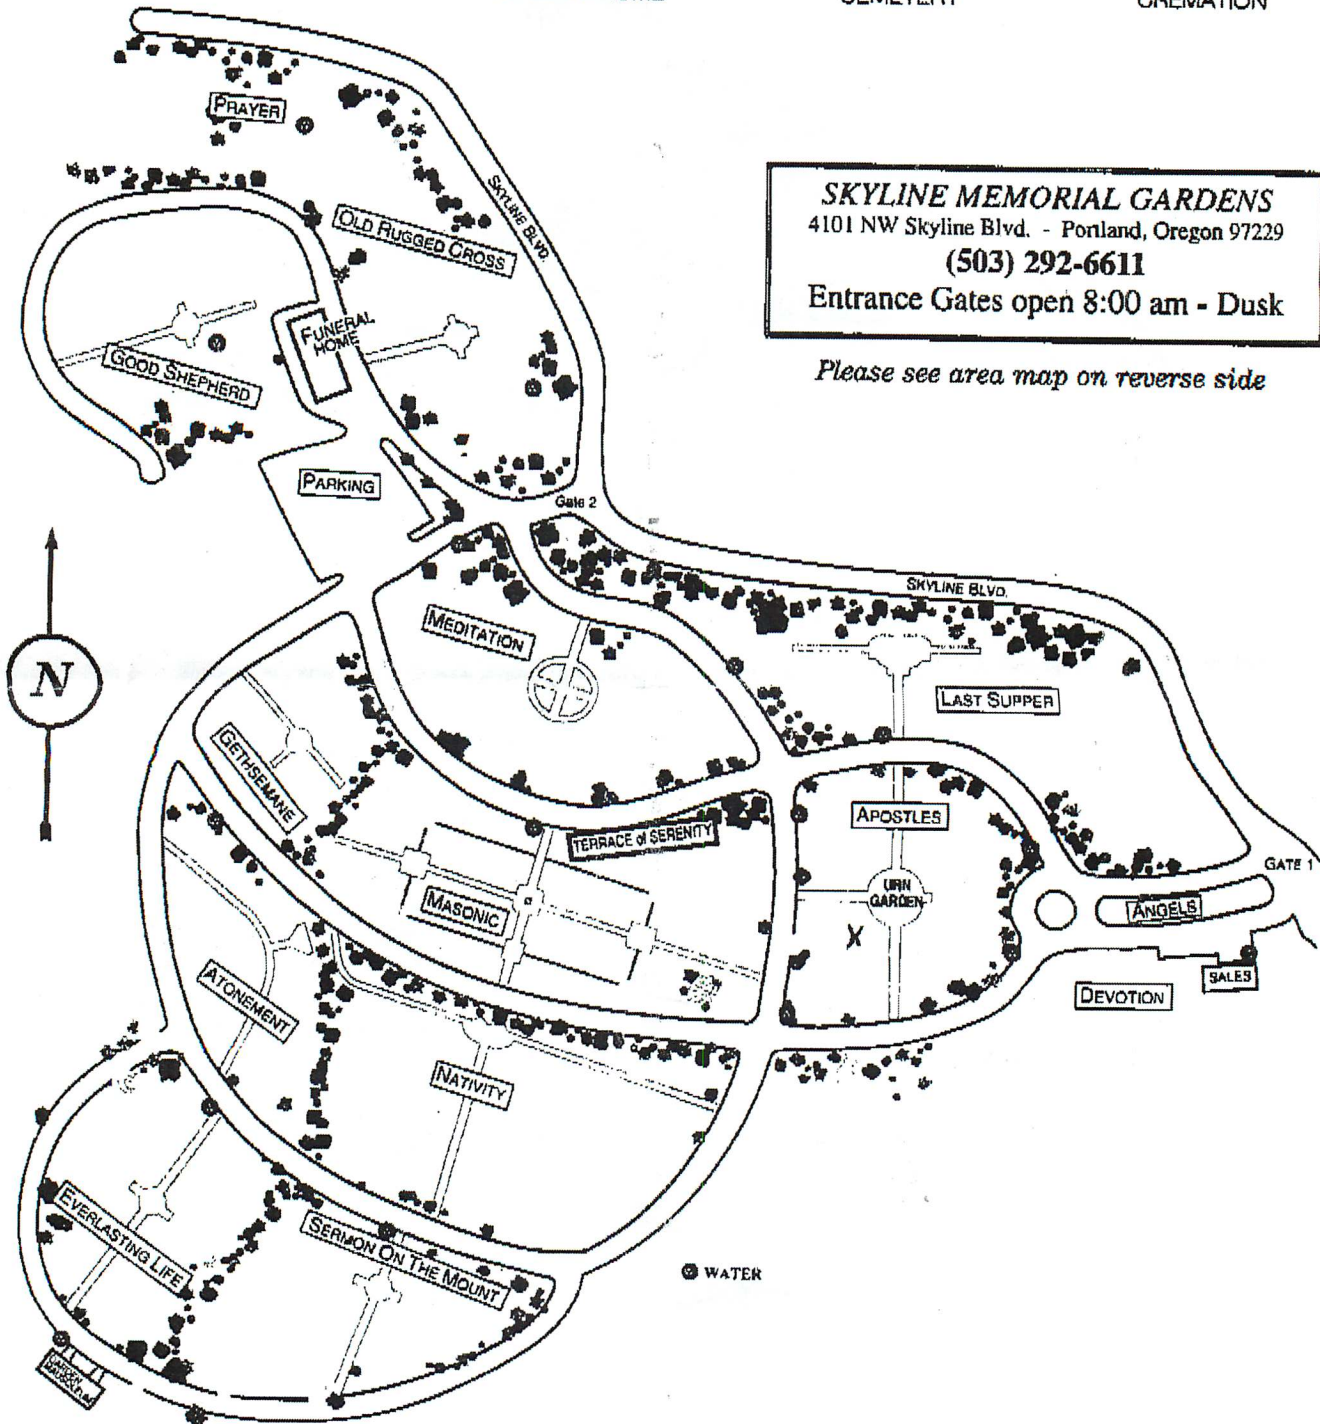 CEMETERY
CREMATION
PRAYER
SKYLINE BLVD.
OLD RUGGED CROSS
SKYLINE MEMORIAL GARDENS
4101 NW Skyline Blvd. - Portland, Oregon 97229
(503) 292-6611
Entrance Gates open 8:00 am - Dusk
Please see area map on reverse side
FUNERAL
HOME
GOOD SHEPHERD
PARKING
Gate 2
SKYLINE BLVD.
MEDITATION
N
LAST SUPPER
GETHSEMANE
TERRACE of SERENITY
APOSTLES
GATE 1
URN
GARDEN
ANGELS
MASONIC
X
SALES
DEVOTION
ATONEMENT
NATIVITY
EVERLASTING LIFE
SERMON ON THE MOUNT
WATER
GARDEN
MAUSOLEUM